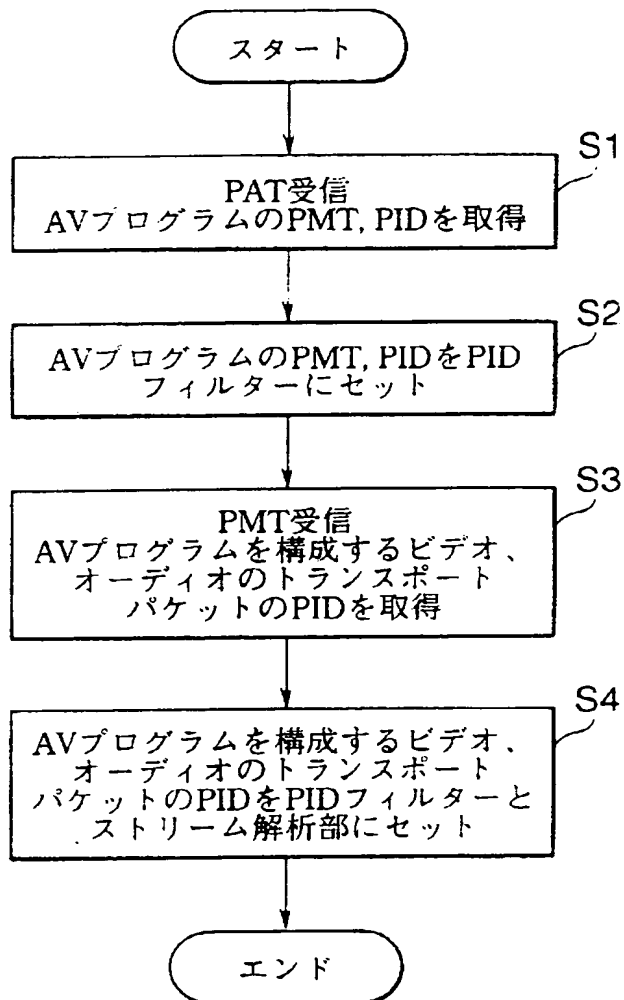 スタート
S1
PAT受信
AVプログラムのPMT, PIDを取得
S2
AVプログラムのPMT, PIDをPID
フィルターにセット
S3
PMT受信
AVプログラムを構成するビデオ、
オーディオのトランスポート
パケットのPIDを取得
S4
AVプログラムを構成するビデオ、
オーディオのトランスポート
パケットのPIDをPIDフィルターと
ストリーム解析部にセット
エンド